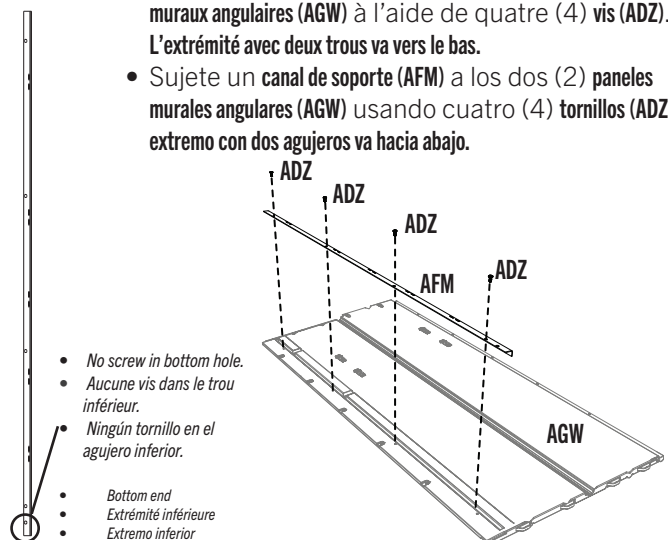 muraux angulaires (AGW) à l'aide de quatre (4) vis (ADZ).
L'extrémité avec deux trous va vers le bas.
• Sujete un canal de soporte (AFM) a los dos (2) paneles
murales angulares (AGW) usando cuatro (4) tornillos (ADZ
extremo con dos agujeros va hacia abajo.
ADZ
ADZ
ADZ
ADZ
AFM
AGW
• No screw in bottom hole.
• Aucune vis dans le trou
inférieur.
• Ningún tornillo en el
agujero inferior.
• Bottom end
• Extrémité inférieure
• Extremo inferior